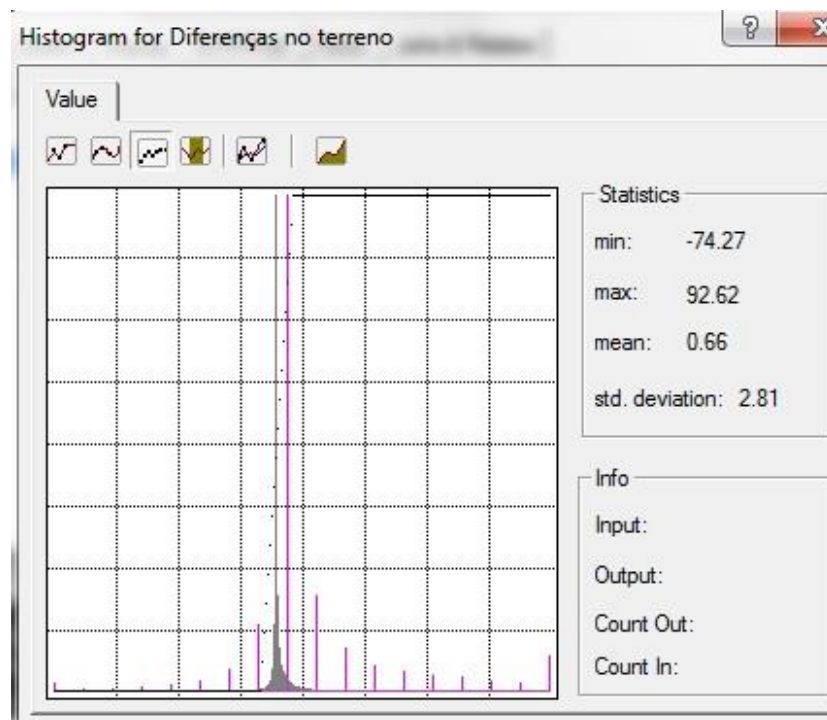 Histogram for Diferenças no terreno
Value
Statistics
min: -74.27
max: 92.62
mean: 0.66
std. deviation: 2.81
Info
Input:
Output:
Count Out:
Count In: